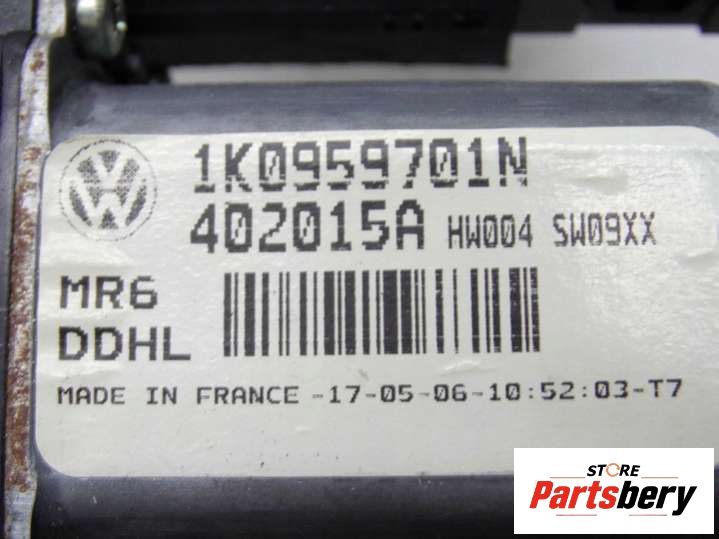 1K0959701N
402015A HW004 SW09XX
MR6
DDHL
MADE IN FRANCE -17-05-06-10:52:03-T7
STORE
Partsbery